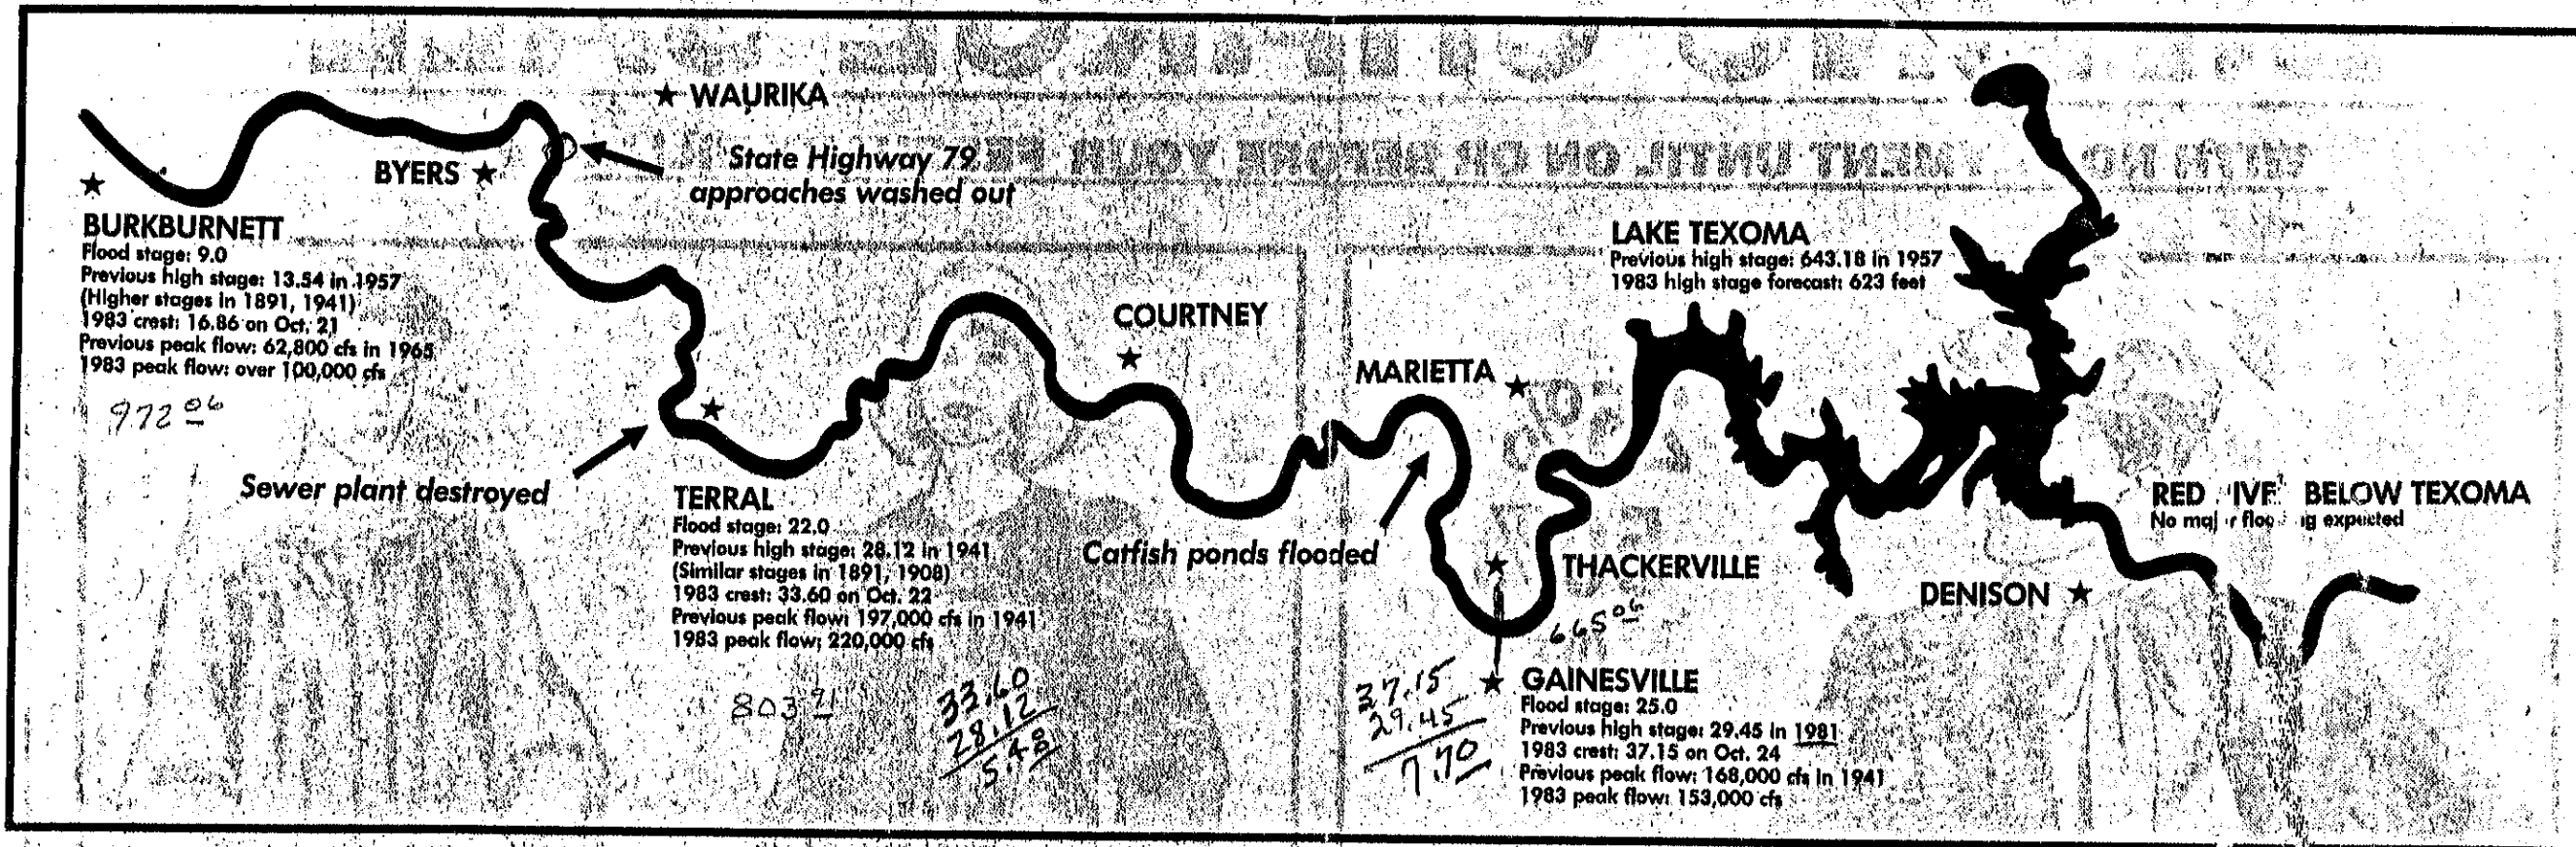 WAURIKA
State Highway 79
approaches washed out
BYERS
BURKBURNETT
Flood stage: 9.0
Previous high stage: 13.54 in 1957
(Higher stages in 1891, 1941)
1983 crest: 16.86 on Oct. 21
Previous peak flow: 62,800 cfs in 1965
1983 peak flow: over 100,000 cfs
972 06
Sewer plant destroyed
TERRAL
Flood stage: 22.0
Previous high stage: 28.12 in 1941
(Similar stages in 1891, 1908)
1983 crest: 33.60 on Oct. 22
Previous peak flow: 197,000 cfs in 1941
1983 peak flow: 220,000 cfs
803
33.60
28.12
5.48
COURTNEY
MARIETTA
Catfish ponds flooded
LAKE TEXOMA
Previous high stage: 643.18 in 1957
1983 high stage forecast: 623 feet
THACKERVILLE
665 06
37.15
29.45
7.70
GAINESVILLE
Flood stage: 25.0
Previous high stage: 29.45 in 1981
1983 crest: 37.15 on Oct. 24
Previous peak flow: 168,000 cfs in 1941
1983 peak flow: 153,000 cfs
RED BELOW TEXOMA
No expected
DENISON